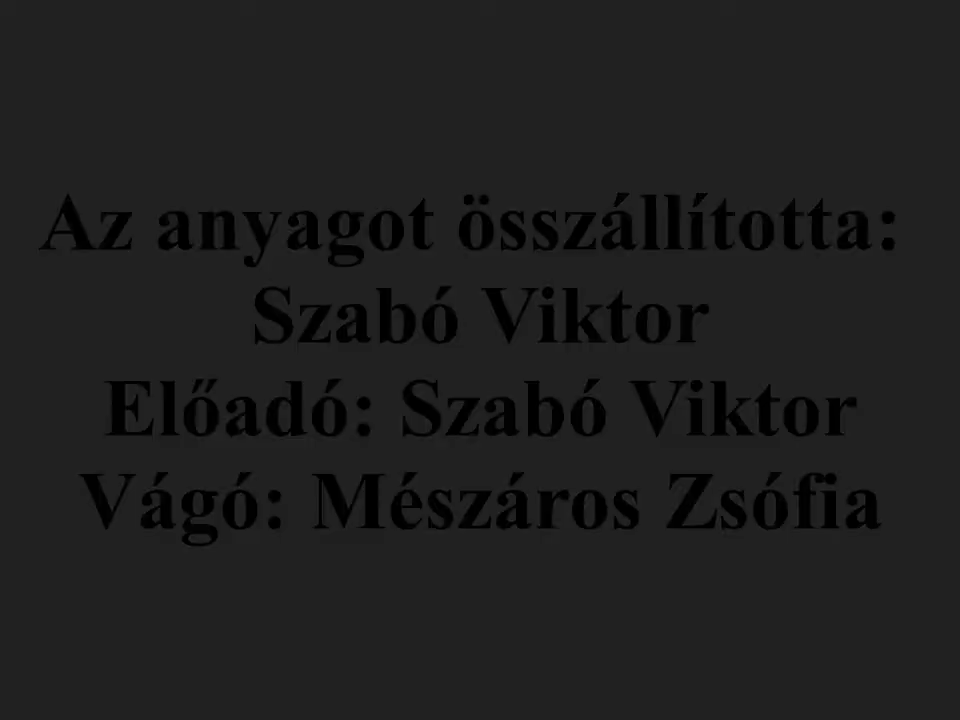 Az anyagot összállította:
Szabó Viktor
Előadó: Szabó Viktor
Vágó: Mészáros Zsófia